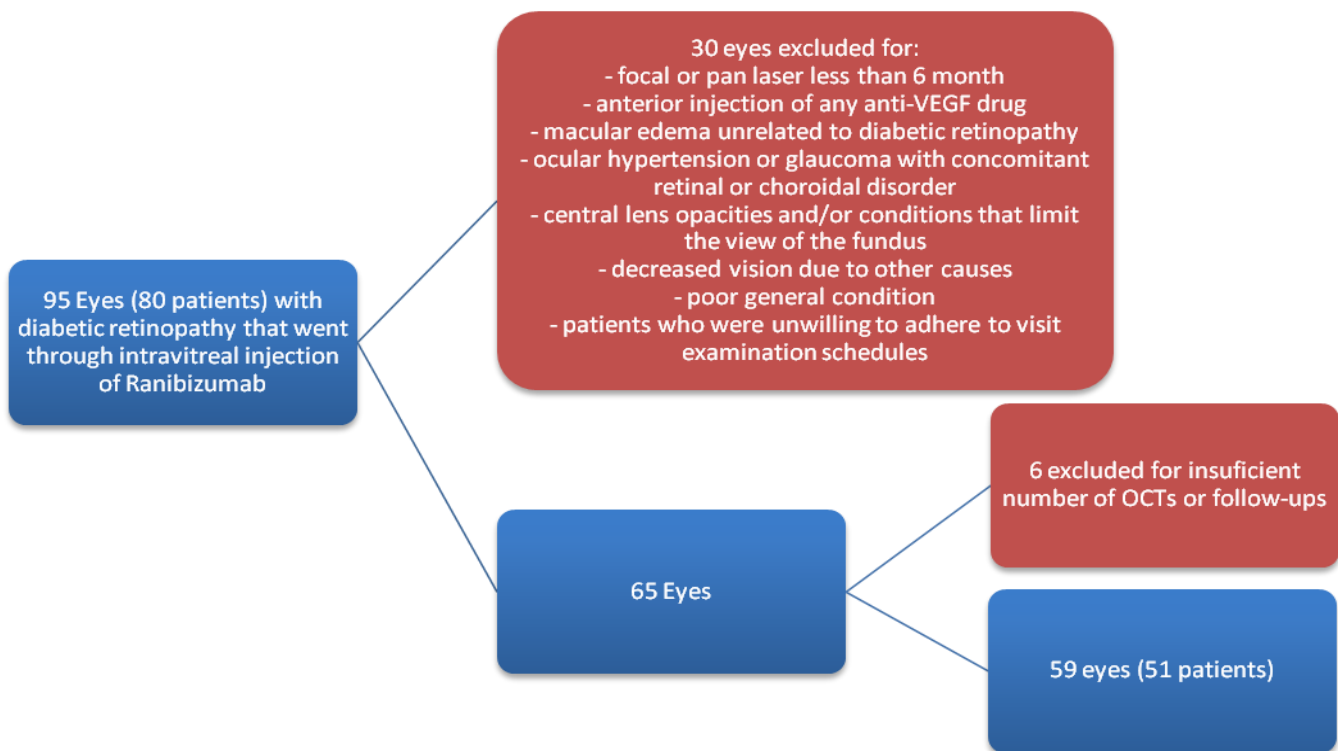 30 eyes excluded for:
- focal or pan laser less than 6 month
- anterior injection of any anti-VEGF drug
- macular edema unrelated to diabetic retinopathy
- ocular hypertension or glaucoma with concomitant
retinal or choroidal disorder
- central lens opacities and/or conditions that limit
the view of the fundus
- decreased vision due to other causes
- poor general condition
- patients who were unwilling to adhere to visit
examination schedules
95 Eyes (80 patients) with
diabetic retinopathy that went
through intravitreal injection
of Ranibizumab
6 excluded for insuficient
number of OCTs or follow-ups
65 Eyes
59 eyes (51 patients)